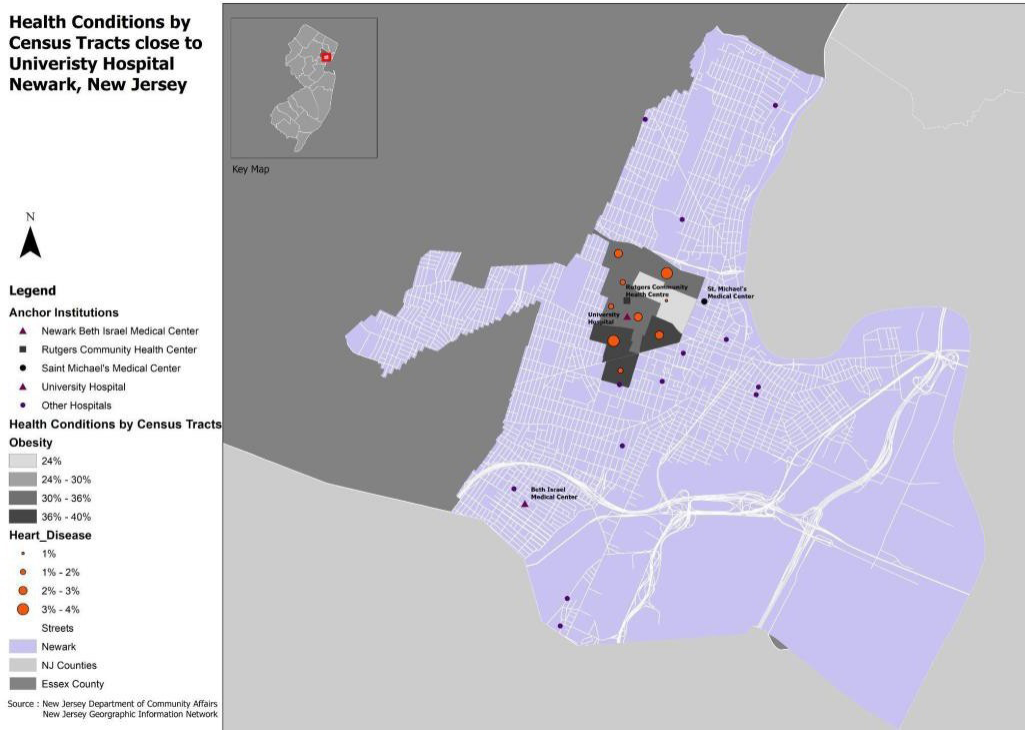 Health Conditions by
Census Tracts close to
Univeristy Hospital
Newark, New Jersey
Key Map
N
Legend
Anchor Institutions
Newark Beth Israel Medical Center
Rutgers Community Health Center
Saint Michael's Medical Center
University Hospital
Other Hospitals
Health Conditions by Census Tracts
Obesity
24%
24% - 30%
30% - 36%
36% - 40%
Heart_Disease
1%
1% - 2%
2% - 3%
3% - 4%
Streets
Newark
NJ Counties
Essex County
Source : New Jersey Department of Community Affairs
New Jersey Georgraphic Information Network
Rutgers Community
Health Centre
St. Michael's
Medical Center
University
Hospital
Beth Israel
Medical Center